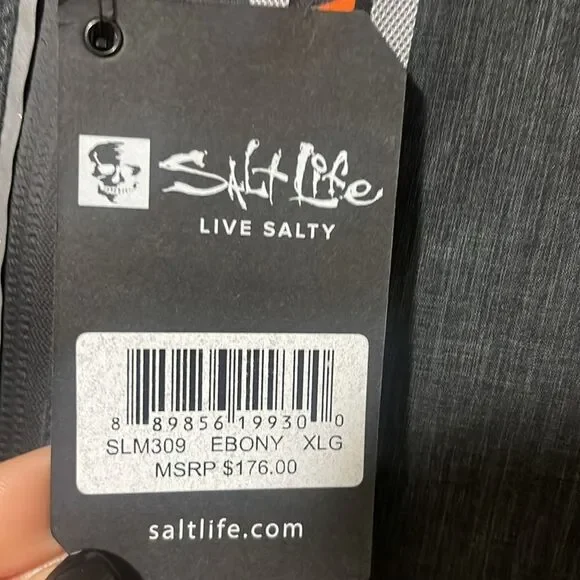 Salt Life
LIVE SALTY
8 89856 19930 0
SLM309 EBONY XLG
MSRP $176.00
saltlife.com